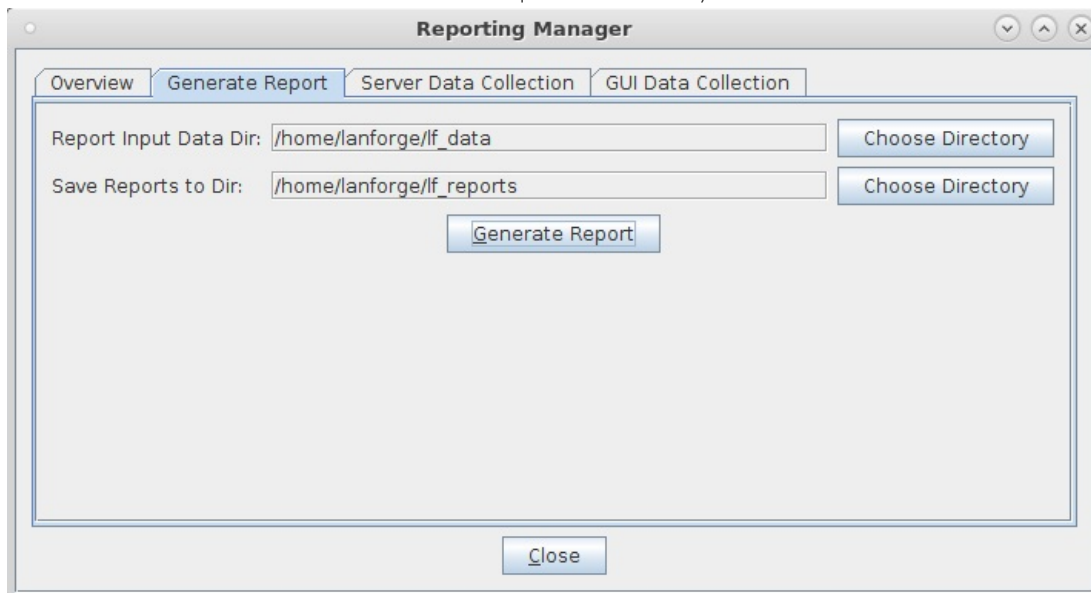 Reporting Manager
Overview Generate Report Server Data Collection GUI Data Collection
Report Input Data Dir: /home/lanforge/lf_data Choose Directory
Save Reports to Dir: /home/lanforge/lf_reports Choose Directory
Generate Report
Close